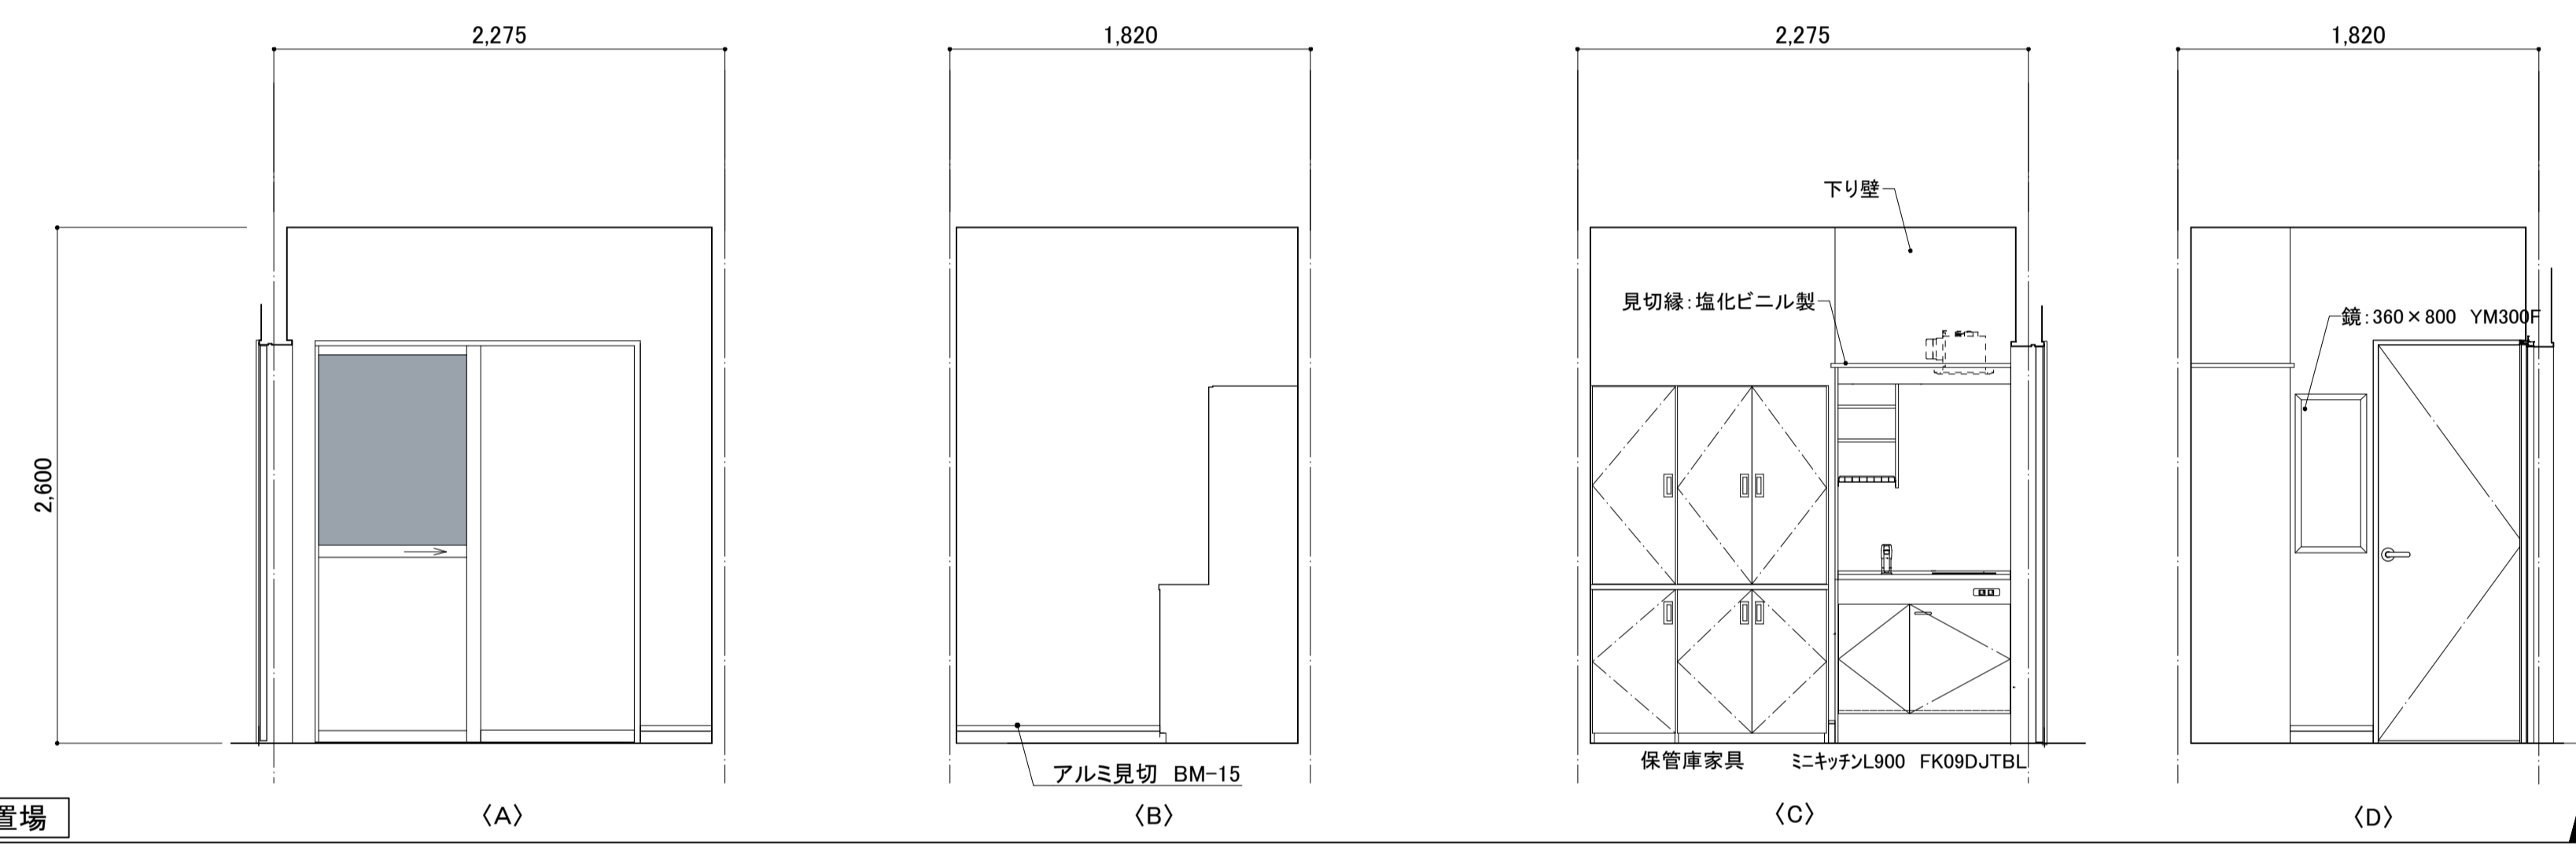 2,275
1,820
2,275
1,820
下り壁
見切縁:塩化ビニル製
鏡:360×800 YM300F
2,600
アルミ見切 BM-15
保管庫家具
ミニキッチンL900 FK09DJTBL
置場
〈A〉
〈B〉
〈C〉
〈D〉